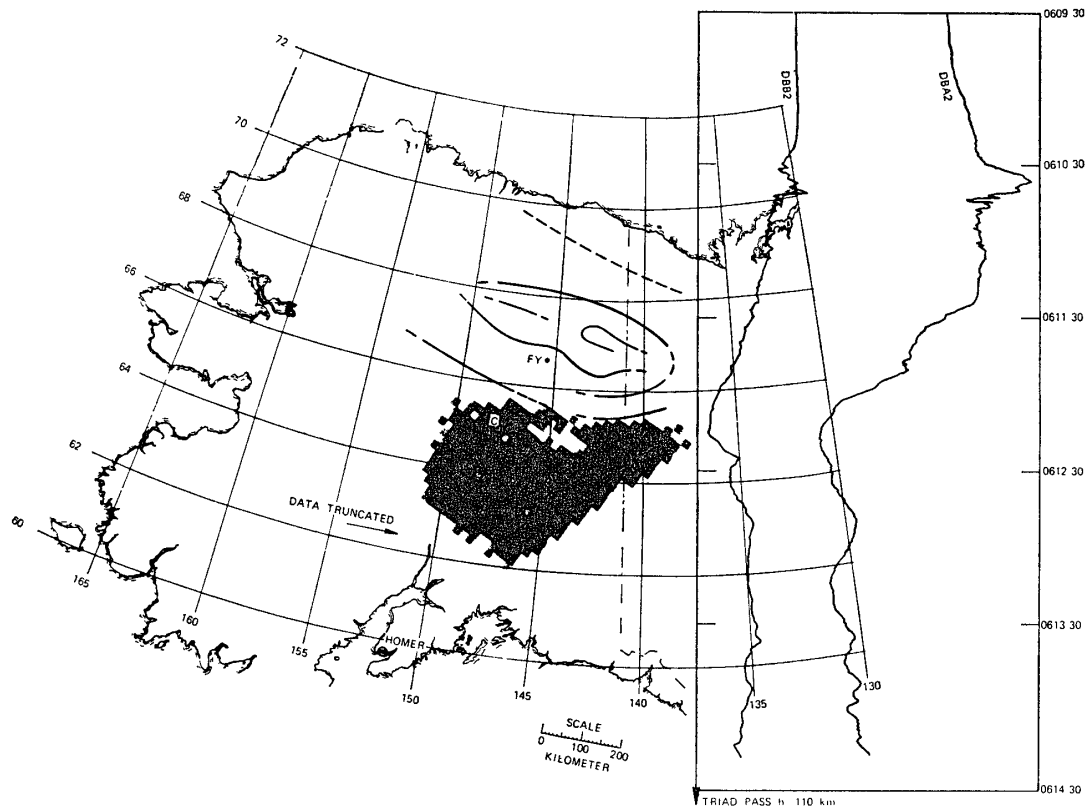 72
70
68
66
64
62
60
165
160
155
150
145
140
135
130
FY
C
DATA TRUNCATED
HOMER
SCALE
0 100 200
KILOMETER
DBB2
DBA2
0609 30
0610 30
0611 30
0612 30
0613 30
0614 30
TRIAD PASS h 110 km